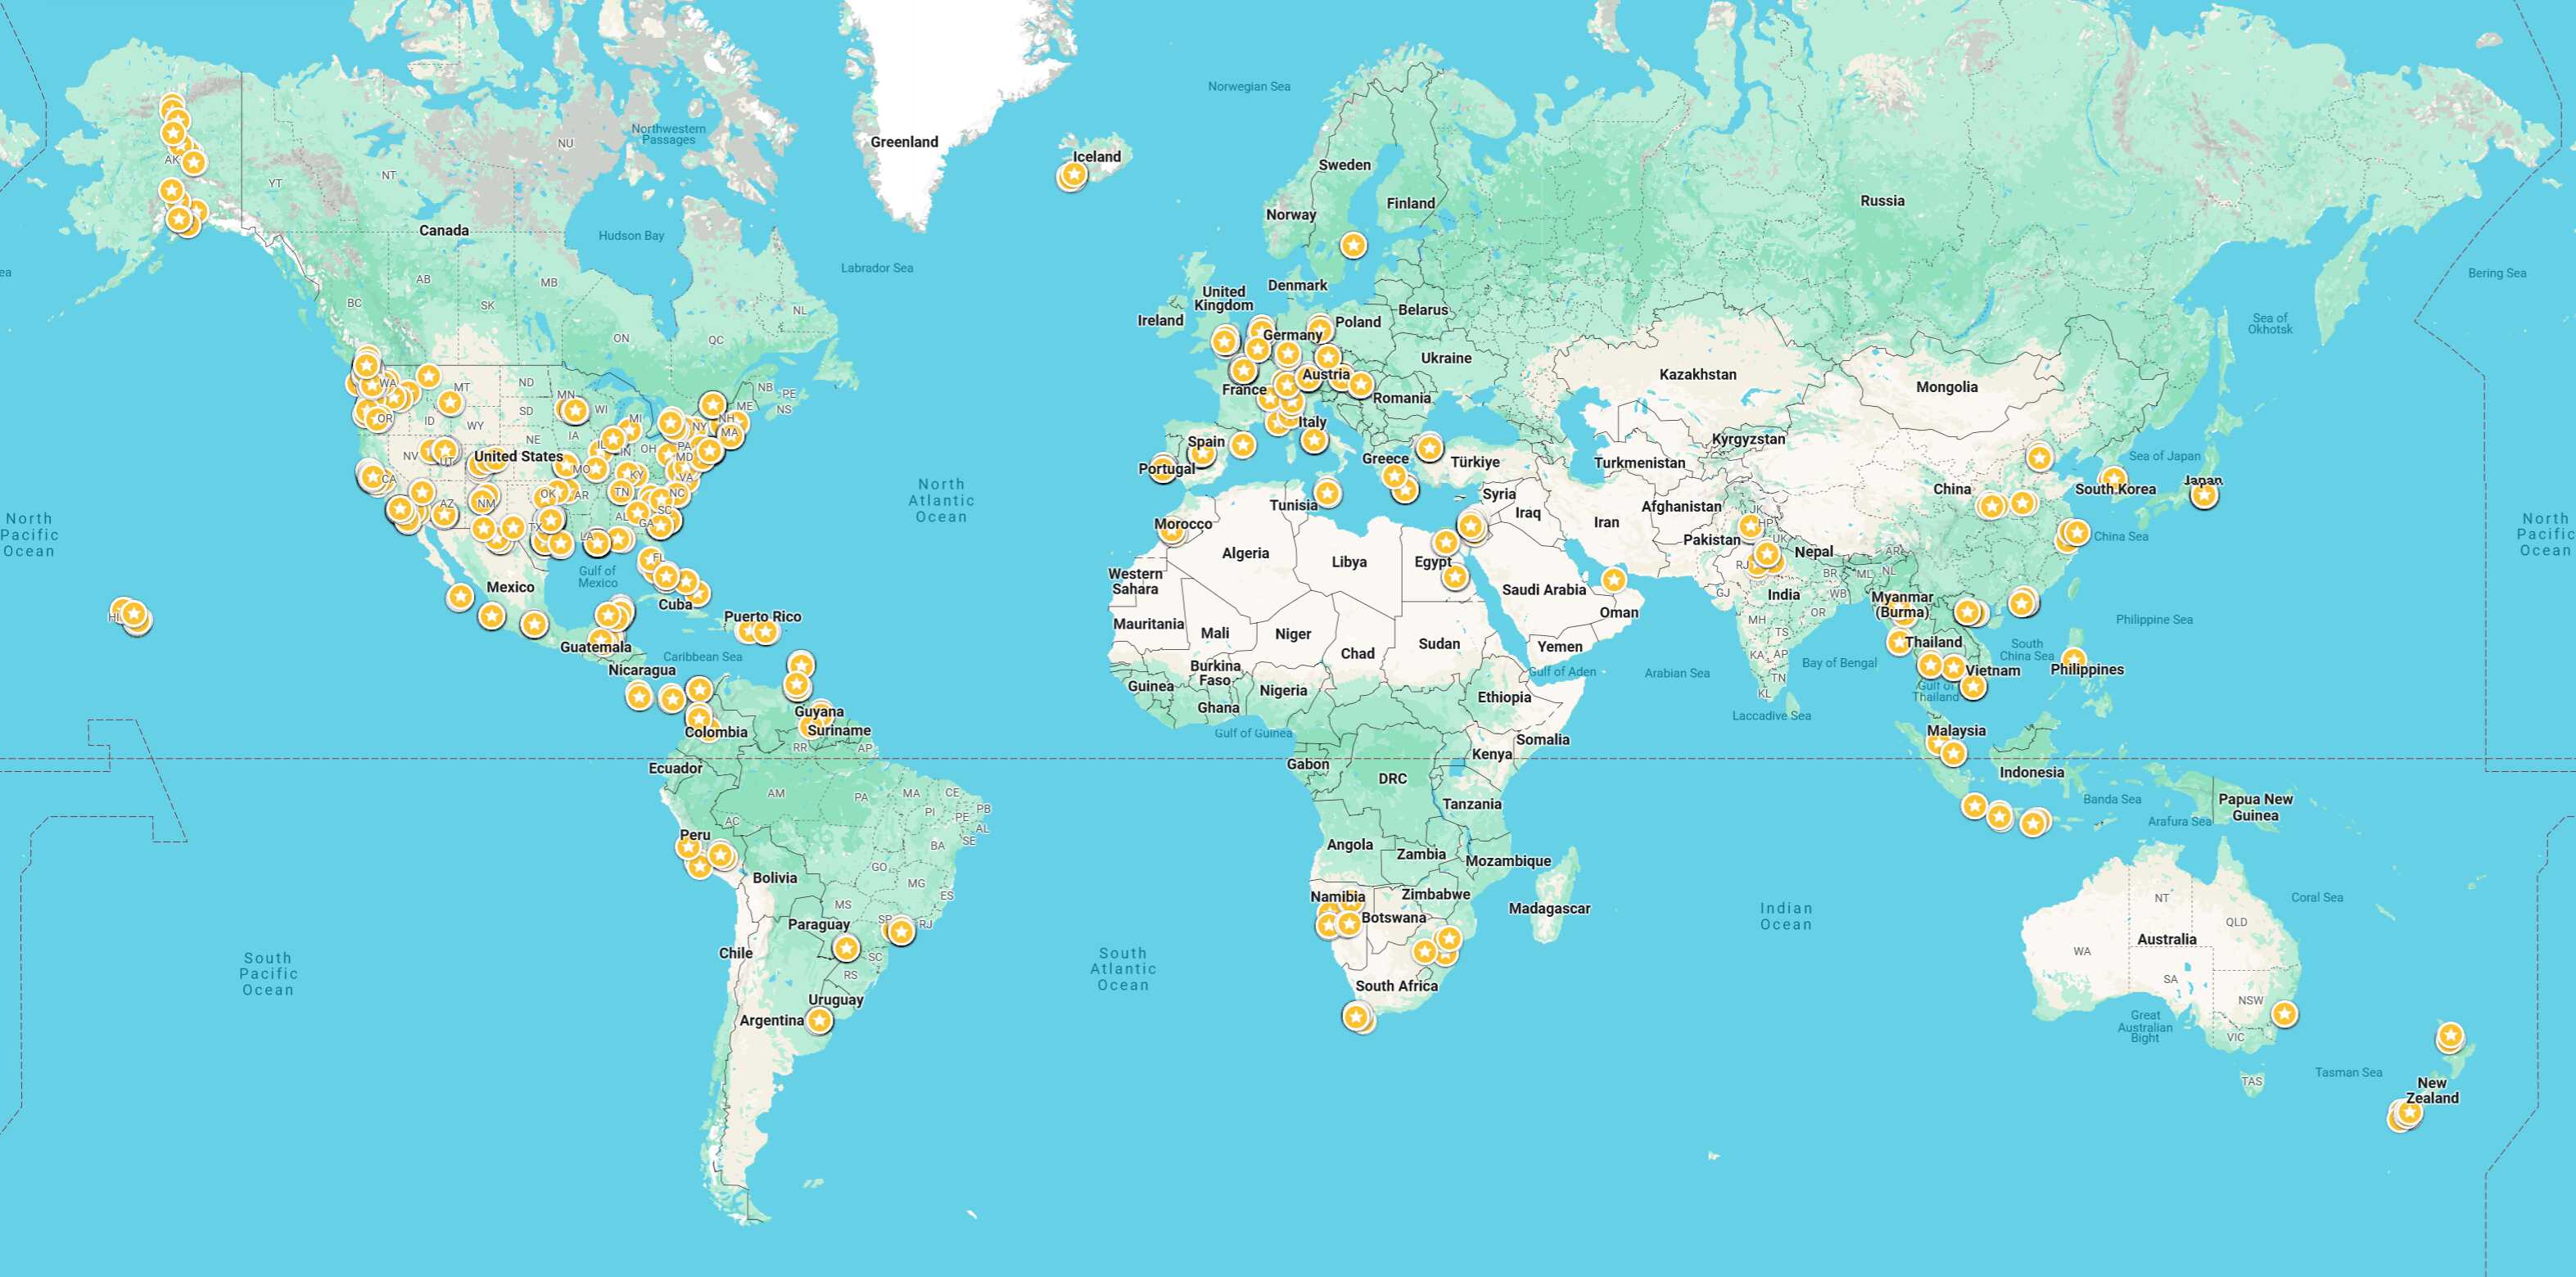 Greenland
Norwegian Sea
Iceland
Sweden
Finland
Norway
Russia
Northwestern
Passages
NU
NT
YT
AK
Canada
Hudson Bay
Labrador Sea
BC
AB
SK
MB
ON
QC
NL
NB
PE
NS
Bering Sea
Sea of
Okhotsk
United
Kingdom
Ireland
Denmark
Germany
Poland
Belarus
Ukraine
Austria
France
Romania
Italy
Spain
Portugal
Greece
Türkiye
Kazakhstan
Mongolia
Kyrgyzstan
Turkmenistan
Afghanistan
Pakistan
Iran
Iraq
Syria
China
Sea of Japan
South Korea
Japan
China Sea
WA
MT
ND
MN
OR
ID
SD
WI
MI
NH
ME
MA
NY
WY
NE
IA
IL
IN
OH
PA
MD
NV
UT
United States
MO
KY
VA
CA
AZ
NM
OK
AR
TN
NC
SC
TX
LA
AL
GA
FL
HI
North
Pacific
Ocean
North
Atlantic
Ocean
North
Pacific
Ocean
Gulf of
Mexico
Mexico
Cuba
Puerto Rico
Guatemala
Caribbean Sea
Nicaragua
Guyana
Suriname
Colombia
RR
AP
Ecuador
AM
PA
MA
CE
PB
PI
PE
AL
SE
AC
BA
Peru
GO
MG
ES
Bolivia
MS
SP
RJ
Paraguay
SC
RS
Chile
Uruguay
Argentina
Tunisia
Morocco
Algeria
Libya
Egypt
Western
Sahara
Mauritania
Mali
Niger
Chad
Sudan
Saudi Arabia
Oman
Yemen
Burkina
Faso
Guinea
Nigeria
Ghana
Gulf of Guinea
Ethiopia
Gulf of Aden
Arabian Sea
Somalia
Kenya
Gabon
DRC
Tanzania
Angola
Zambia
Mozambique
Zimbabwe
Namibia
Botswana
Madagascar
South Africa
JK
HP
UK
RJ
Nepal
AR
BR
ML
NL
India
GJ
WB
OR
MH
TS
KA
AP
TN
KL
Bay of Bengal
Laccadive Sea
Myanmar
(Burma)
Thailand
Vietnam
Gulf of
Thailand
South
China Sea
Philippine Sea
Philippines
Malaysia
Indonesia
Banda Sea
Arafura Sea
Papua New
Guinea
Indian
Ocean
South
Pacific
Ocean
South
Atlantic
Ocean
Coral Sea
NT
QLD
Australia
WA
SA
NSW
Great
Australian
Bight
VIC
TAS
Tasman Sea
New
Zealand